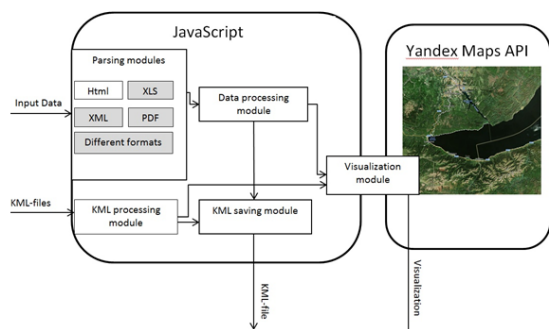 JavaScript
Yandex Maps API
Parsing modules
Html
XLS
XML
PDF
Different formats
Input Data
Data processing
module
Visualization
module
KML-files
KML processing
module
KML saving module
KML-file
Visualization